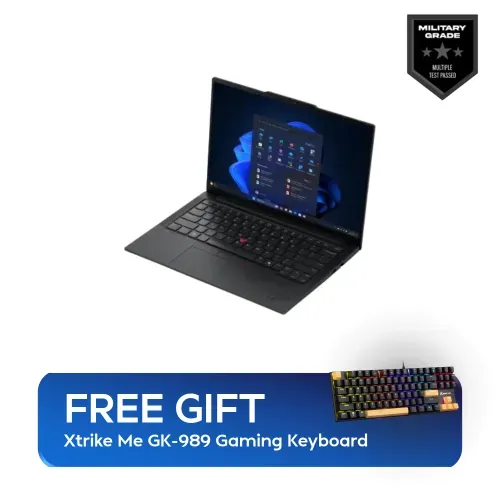 MILITARY
GRADE
MULTIPLE
TEST PASSED
FREE GIFT
Xtrike Me GK-989 Gaming Keyboard